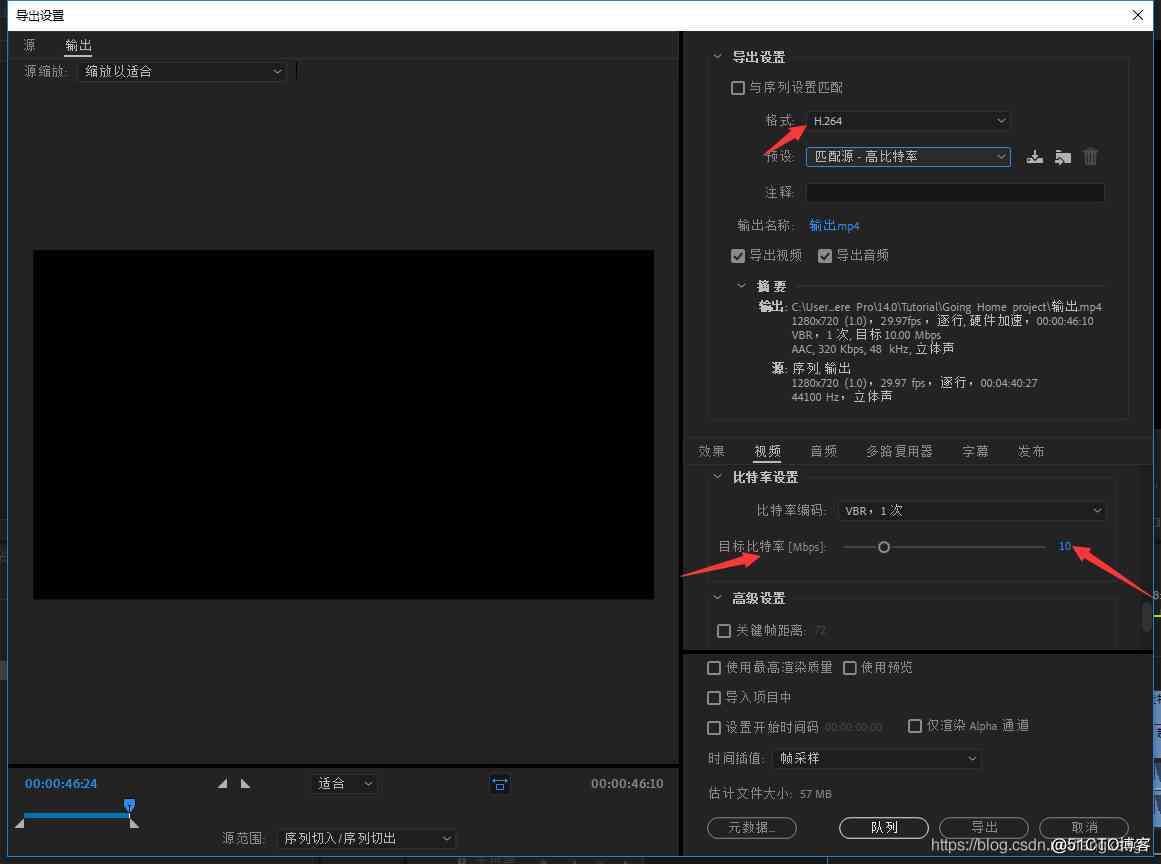 导出设置
源 输出
源缩放: 缩放以适合
导出设置
与序列设置匹配
格式: H.264
预设: 匹配源 - 高比特率
注释:
输出名称: 输出.mp4
导出视频 导出音频
摘要
输出: C:\User...ere Pro\14.0\Tutorial\Going Home project\输出.mp4
1280x720 (1.0)，29.97fps，逐行, 硬件加速，00:00:46:10
VBR，1 次, 目标 10.00 Mbps
AAC, 320 Kbps, 48 kHz, 立体声
源: 序列, 输出
1280x720 (1.0)，29.97 fps，逐行，00:04:40:27
44100 Hz，立体声
效果 视频 音频 多路复用器 字幕 发布
比特率设置
比特率编码: VBR，1 次
目标比特率 [Mbps]: 10
高级设置
关键帧距离: 72
使用最高渲染质量 使用预览
导入项目中
设置开始时间码 00:00:00:00 仅渲染 Alpha 通道
时间插值: 帧采样
估计文件大小: 57 MB
元数据... 队列 导出 取消
00:00:46:24 适合 00:00:46:10
源范围: 序列切入/序列切出
@51CTO博客